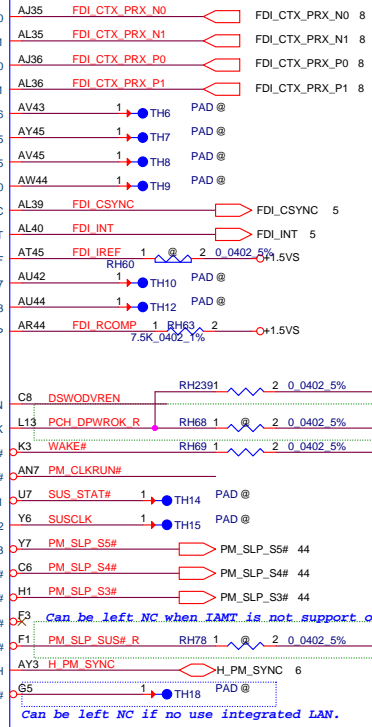 AJ35 FDI_CTX_PRX_N0 FDI_CTX_PRX_N0 8
AL35 FDI_CTX_PRX_N1 FDI_CTX_PRX_N1 8
AJ36 FDI_CTX_PRX_P0 FDI_CTX_PRX_P0 8
AL36 FDI_CTX_PRX_P1 FDI_CTX_PRX_P1 8
AV43 1 TH6 PAD @
AY45 1 TH7 PAD @
AV45 1 TH8 PAD @
AW44 1 TH9 PAD @
AL39 FDI_CSYNC FDI_CSYNC 5
AL40 FDI_INT FDI_INT 5
AT45 FDI_IREF RH60 1 @ 2 0_0402_5% +1.5VS
AU42 1 TH10 PAD @
AU44 1 TH12 PAD @
AR44 FDI_RCOMP 1 RH63 2 +1.5VS
7.5K_0402_1%
RH239 1 2 0_0402_5%
C8 DSWODVREN
L13 PCH_DPWROK_R RH68 1 @ 2 0_0402_5%
K3 WAKE# RH69 1 2 0_0402_5%
AN7 PM_CLKRUN#
U7 SUS_STAT# 1 TH14 PAD @
Y6 SUSCLK 1 TH15 PAD @
Y7 PM_SLP_S5# PM_SLP_S5# 44
C6 PM_SLP_S4# PM_SLP_S4# 44
H1 PM_SLP_S3# PM_SLP_S3# 44
F3 Can be left NC when IAMT is not support o
F1 PM_SLP_SUS#_R RH78 1 @ 2 0_0402_5%
AY3 H_PM_SYNC H_PM_SYNC 6
G5 1 TH18 PAD @
Can be left NC if no use integrated LAN.